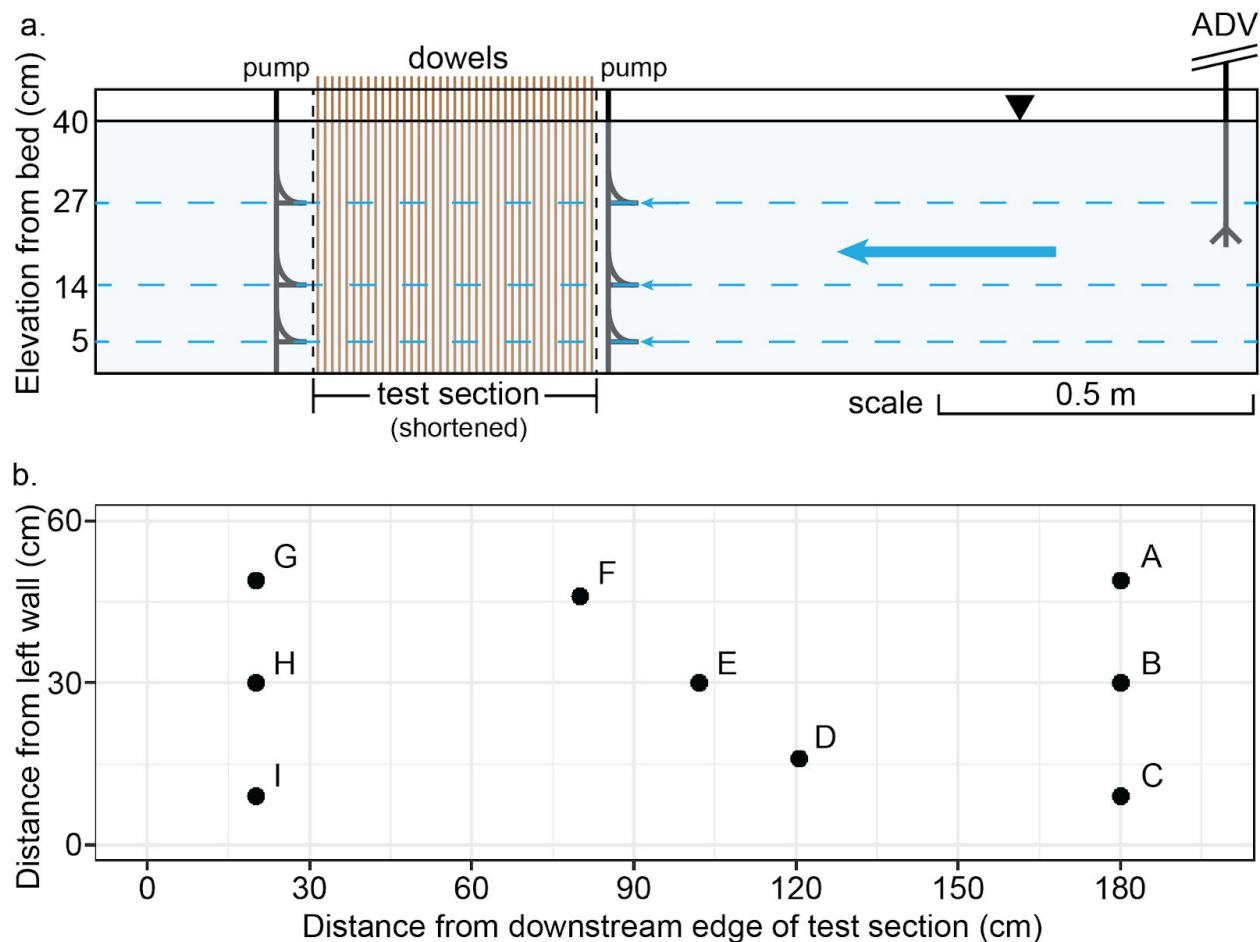 a.
ADV
pump
dowels
pump
Elevation from bed (cm)
40
27
14
5
test section
(shortened)
scale
0.5 m
b.
Distance from left wall (cm)
60
30
0
G
F
A
H
E
B
D
I
C
0 30 60 90 120 150 180
Distance from downstream edge of test section (cm)